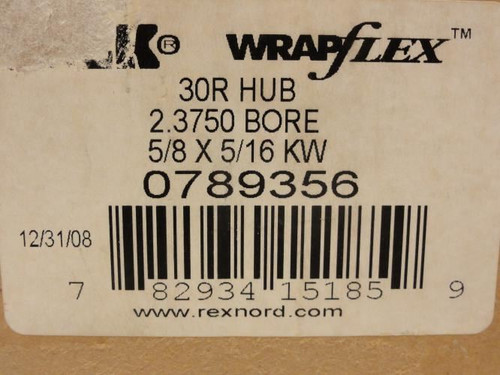 K® WRAPfLEX™
30R HUB
2.3750 BORE
5/8 X 5/16 KW
0789356
12/31/08
7 82934 15185 9
www.rexnord.com